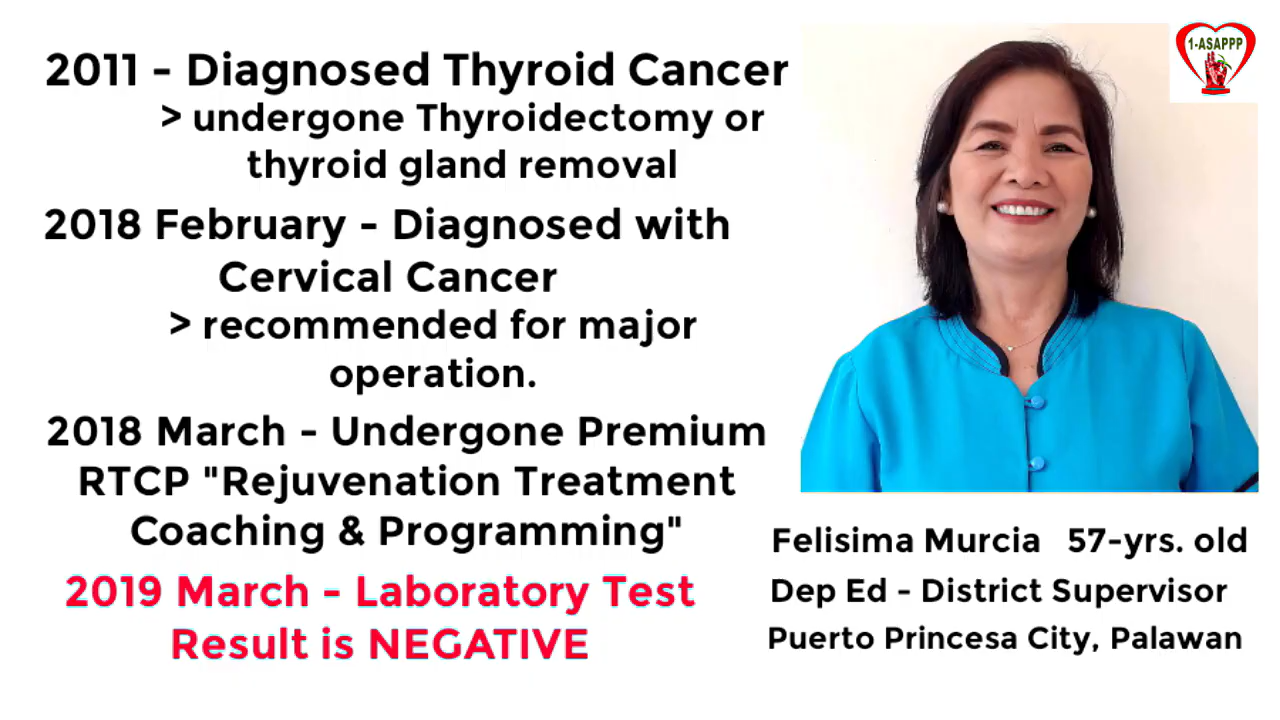 2011 - Diagnosed Thyroid Cancer
> undergone Thyroidectomy or
thyroid gland removal
2018 February - Diagnosed with
Cervical Cancer
> recommended for major
operation.
2018 March - Undergone Premium
RTCP "Rejuvenation Treatment
Coaching & Programming"
2019 March - Laboratory Test
Result is NEGATIVE
1-ASAPPP
Felisima Murcia 57-yrs. old
Dep Ed - District Supervisor
Puerto Princesa City, Palawan